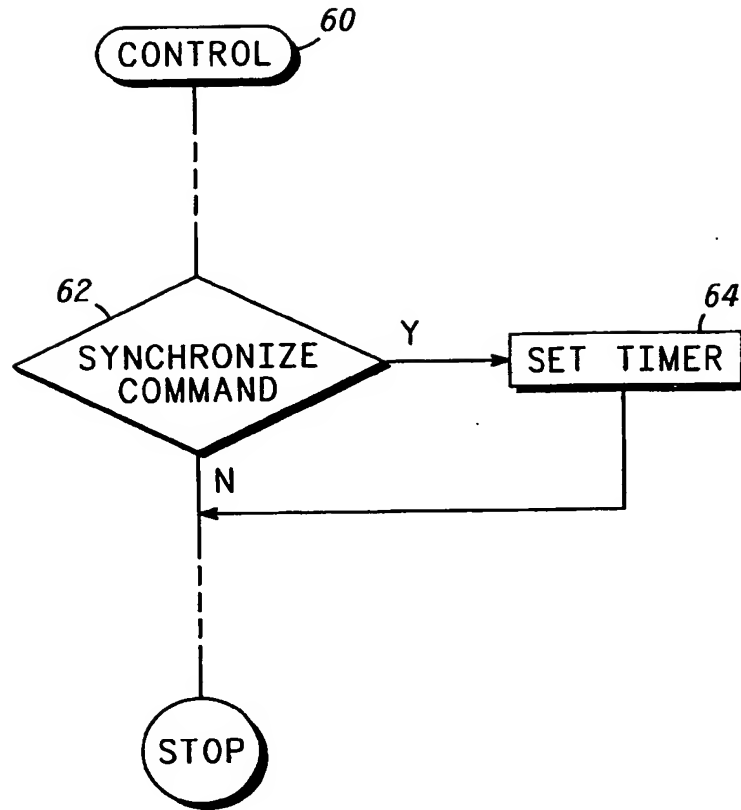 60
CONTROL
62
SYNCHRONIZE
COMMAND
Y
64
SET TIMER
N
STOP